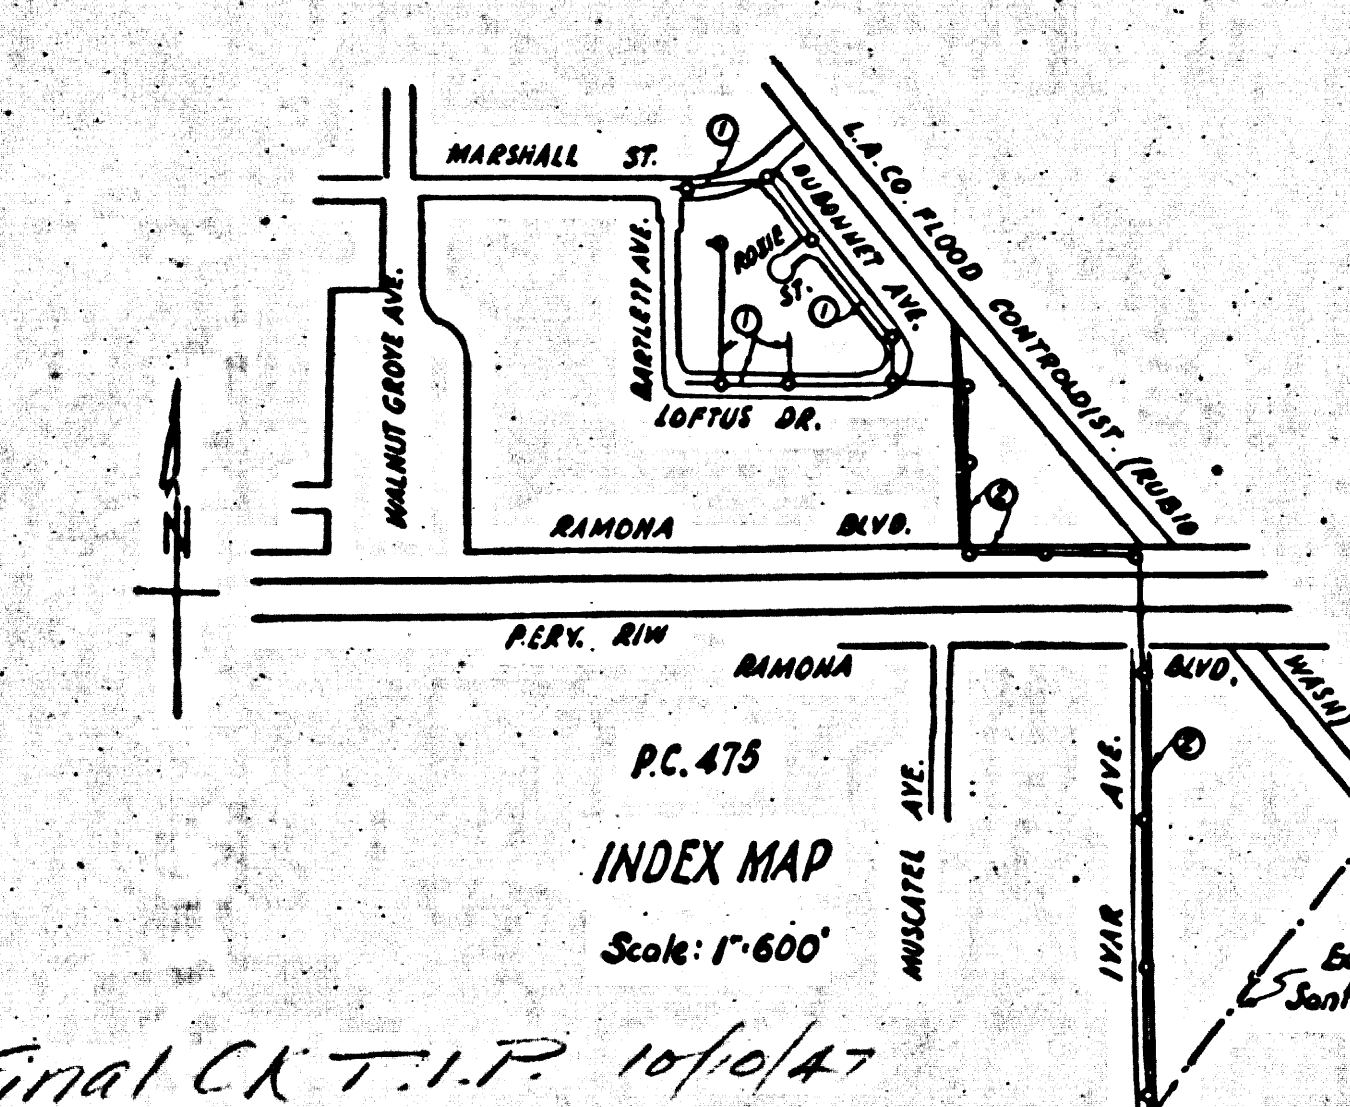 MARSHALL ST.
L.A.CO. FLOOD CONTROL DIST. (RUBIO
WASH)
DUBONNET AVE.
ROXIE ST.
BARTLETT AVE.
WALNUT GROVE AVE.
LOFTUS DR.
1
1
1
2
N
RAMONA BLVD.
P.E.RY. R/W
RAMONA BLVD.
2
P.C. 475
INDEX MAP
Scale: 1"=600'
MUSCATEL AVE.
IVAR AVE.
Final CK T.I.P. 10/10/47